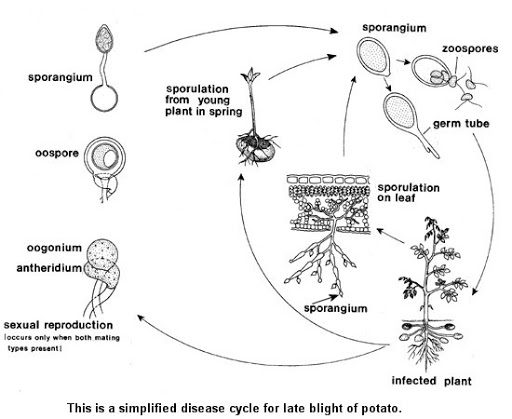 sporangium
zoospores
sporangium
sporulation
from young
plant in spring
germ tube
oospore
sporulation
on leaf
oogonium
antheridium
sporangium
sexual reproduction
(occurs only when both mating
types present)
infected plant
This is a simplified disease cycle for late blight of potato.